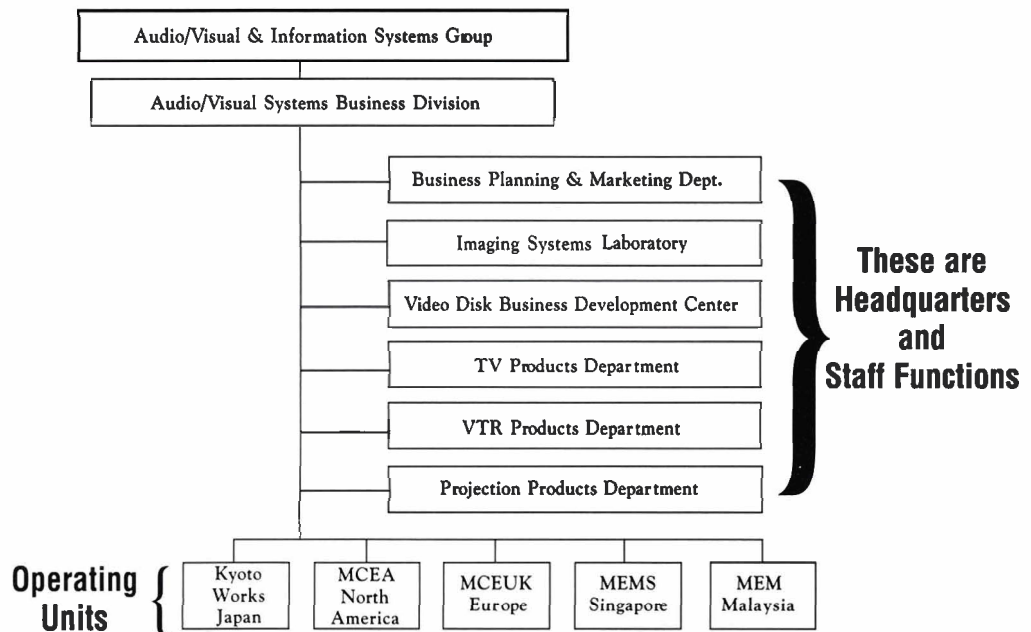 Audio/Visual & Information Systems Group
Audio/Visual Systems Business Division
Business Planning & Marketing Dept.
Imaging Systems Laboratory
Video Disk Business Development Center
TV Products Department
VTR Products Department
Projection Products Department
These are
Headquarters
and
Staff Functions
Operating
Units
Kyoto
Works
Japan
MCEA
North
America
MCEUK
Europe
MEMS
Singapore
MEM
Malaysia